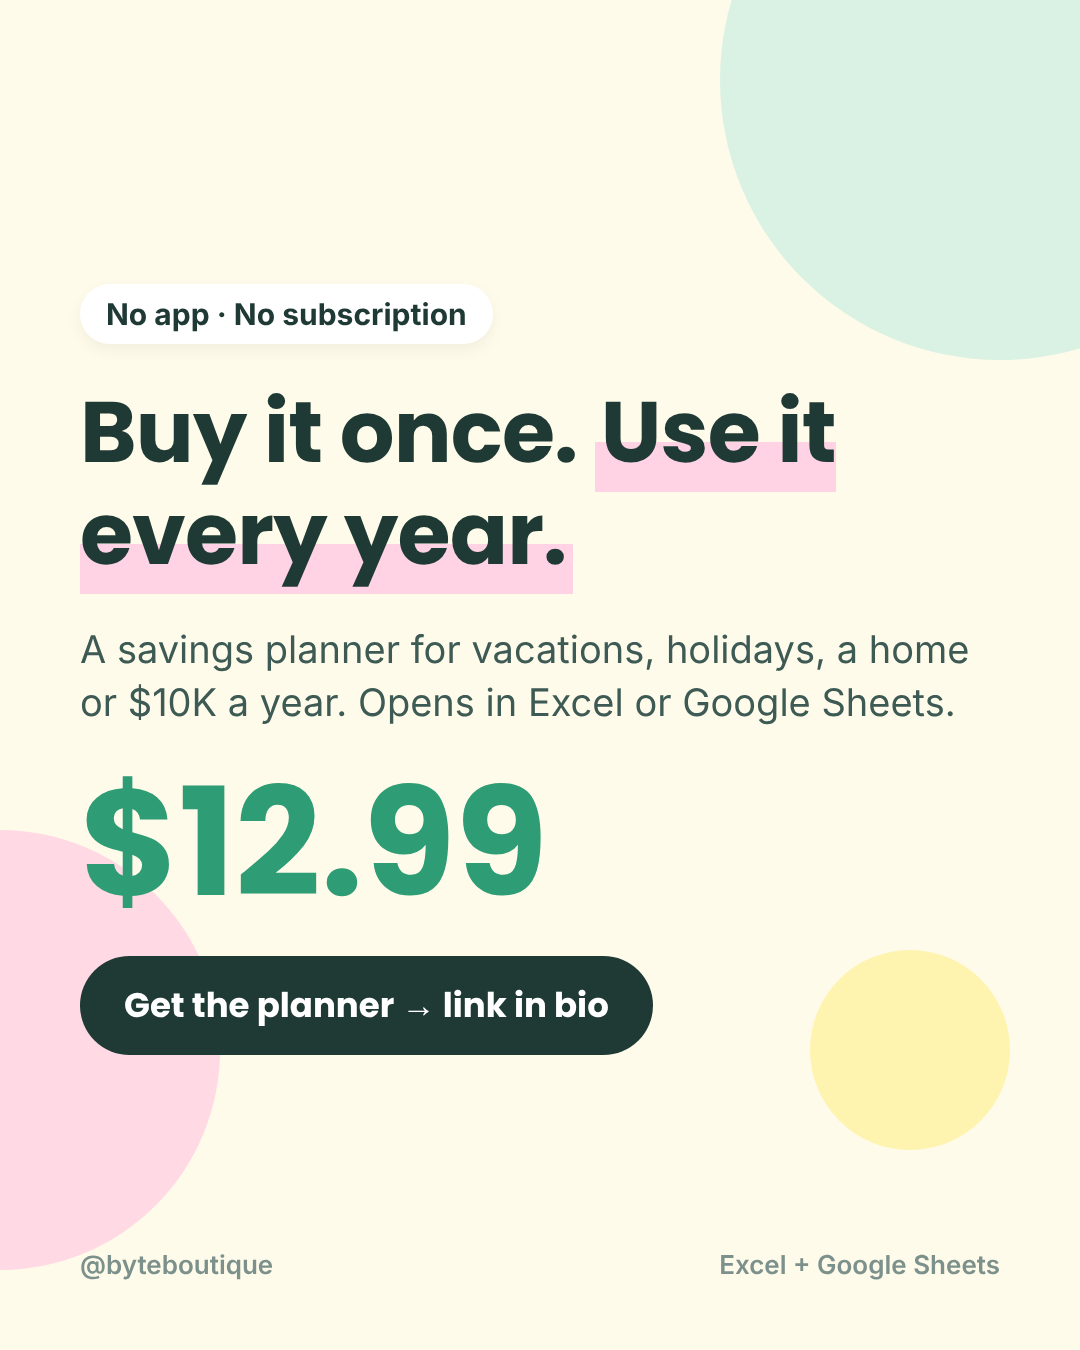 No app · No subscription
Buy it once. Use it
every year.
A savings planner for vacations, holidays, a home
or $10K a year. Opens in Excel or Google Sheets.
$12.99
Get the planner → link in bio
@byteboutique
Excel + Google Sheets